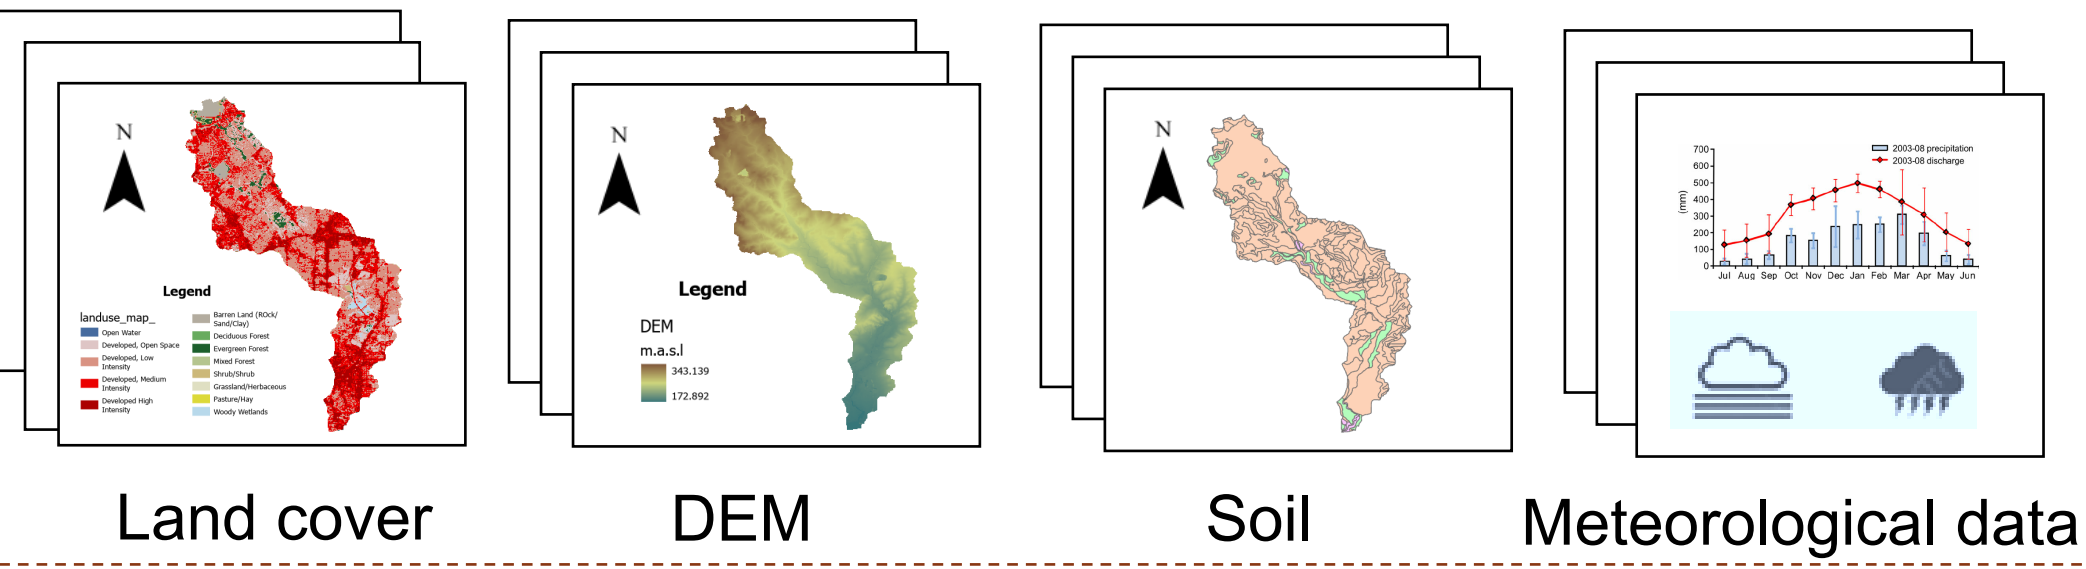 N
Legend
landuse_map_
Open Water
Developed, Open Space
Developed, Low
Intensity
Developed, Medium
Intensity
Developed High
Intensity
Barren Land (ROck/
Sand/Clay)
Deciduous Forest
Evergreen Forest
Mixed Forest
Shrub/Shrub
Grassland/Herbaceous
Pasture/Hay
Woody Wetlands
Land cover
N
Legend
DEM
m.a.s.l
343.139
172.892
DEM
N
Soil
2003-08 precipitation
2003-08 discharge
(mm)
700
600
500
400
300
200
100
0
Jul Aug Sep Oct Nov Dec Jan Feb Mar Apr May Jun
Meteorological data